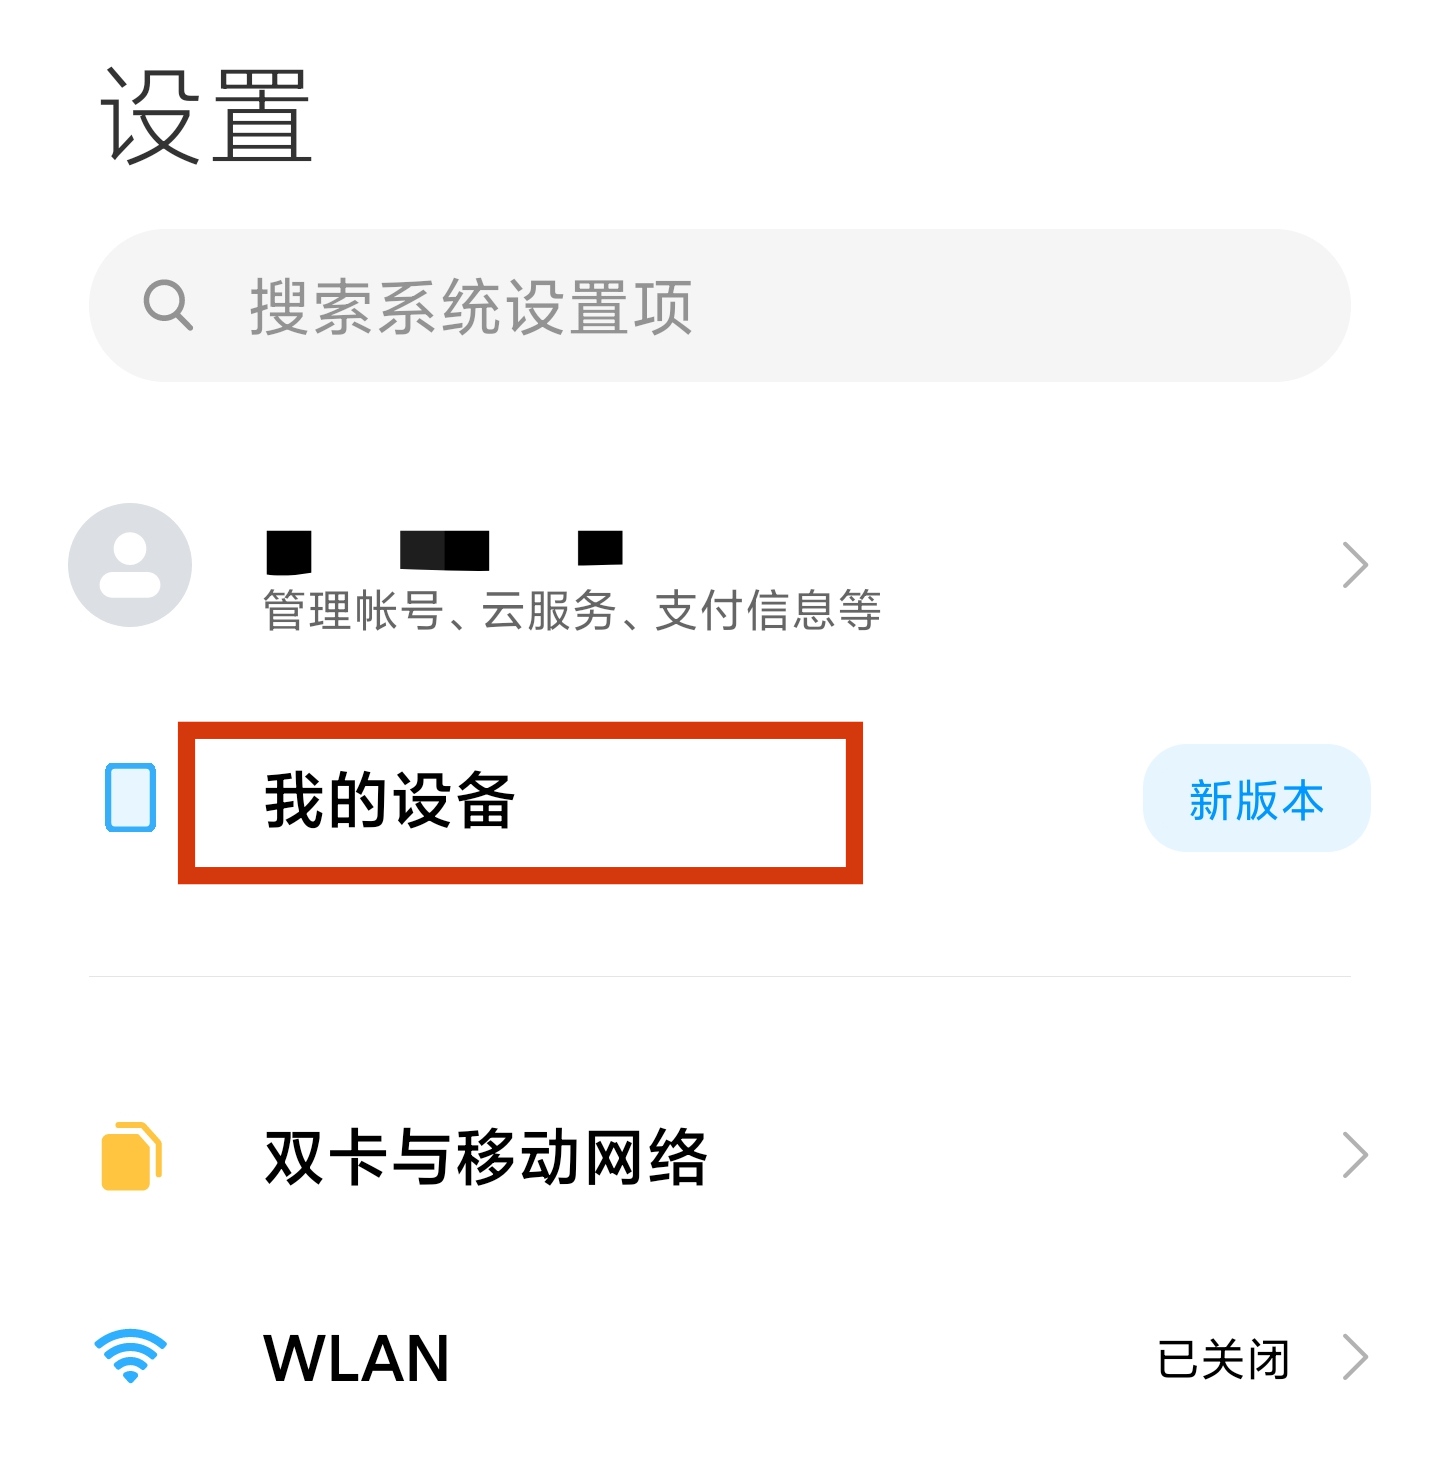 设置
搜索系统设置项
管理帐号、云服务、支付信息等
我的设备
新版本
双卡与移动网络
WLAN
已关闭